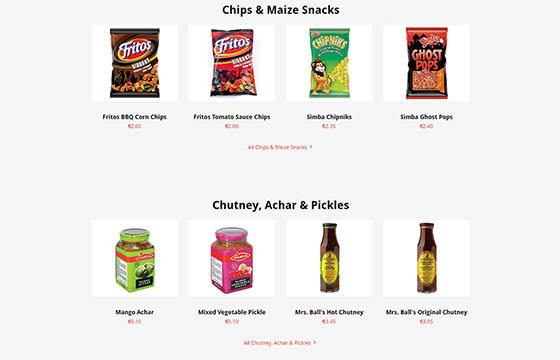 Chips & Maize Snacks
Fritos
Fritos
CHIPNIKS
GHOST
POPS
Fritos BBQ Corn Chips
Fritos Tomato Sauce Chips
Simba Chipniks
Simba Ghost Pops
€2.00
€2.00
€2.35
€2.40
All Chips & Maize Snacks ›
Chutney, Achar & Pickles
Mango Achar
Mixed Vegetable Pickle
Mrs. Ball's Hot Chutney
Mrs. Ball's Original Chutney
€5.10
€5.10
€3.95
€3.95
All Chutney, Achar & Pickles ›